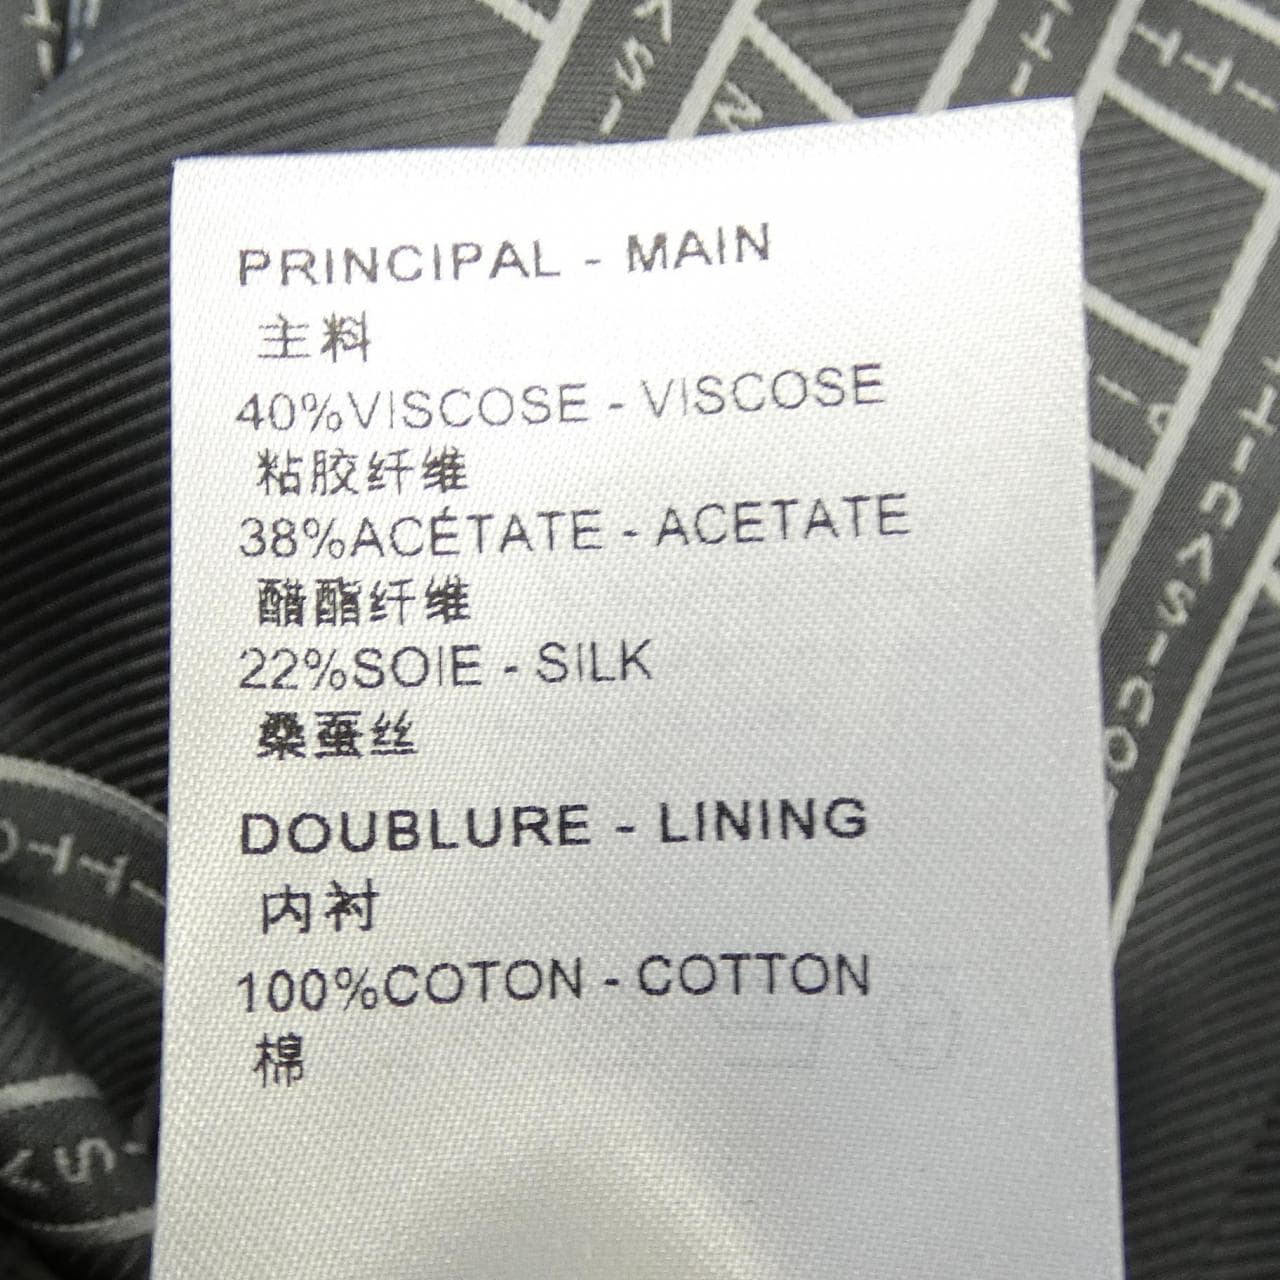 PRINCIPAL - MAIN
主料
40%VISCOSE - VISCOSE
粘胶纤维
38%ACÉTATE - ACETATE
醋酯纤维
22%SOIE - SILK
桑蚕丝
DOUBLURE - LINING
内衬
100%COTON - COTTON
棉